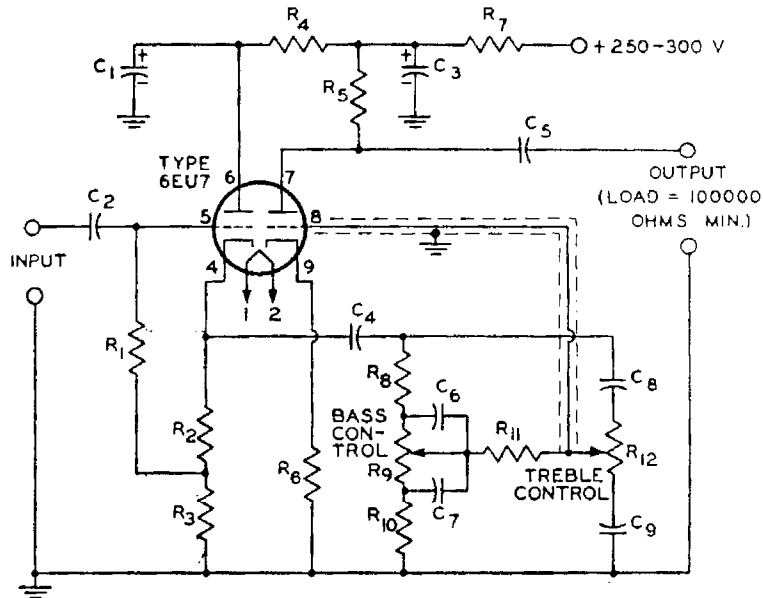 R4
R7
C1
+
−
+
−
C3
+250-300 V
R5
C5
TYPE
6EU7
6
7
OUTPUT
(LOAD = 100000
OHMS MIN.)
C2
5
8
INPUT
4
9
1
2
C4
R1
R8
C6
C8
BASS
CON-
TROL
R11
R2
R9
R12
R6
TREBLE
CONTROL
C7
R3
R10
C9